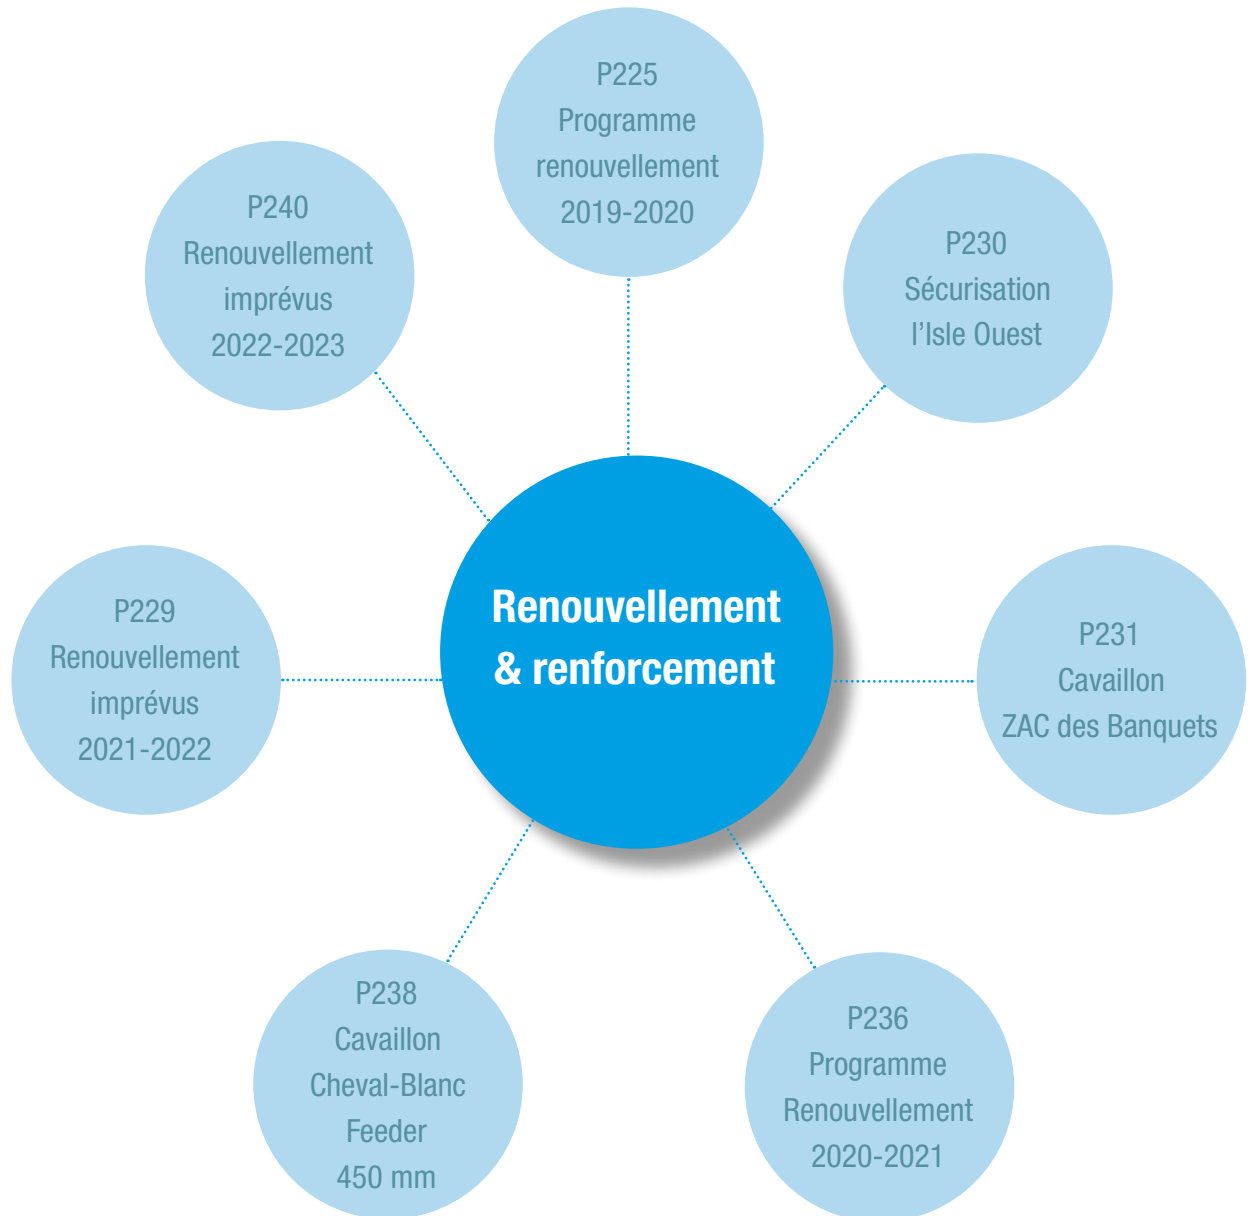 P225
Programme
renouvellement
2019-2020
P240
Renouvellement
imprévus
2022-2023
P230
Sécurisation
l'Isle Ouest
Renouvellement
& renforcement
P229
Renouvellement
imprévus
2021-2022
P231
Cavaillon
ZAC des Banquets
P238
Cavaillon
Cheval-Blanc
Feeder
450 mm
P236
Programme
Renouvellement
2020-2021